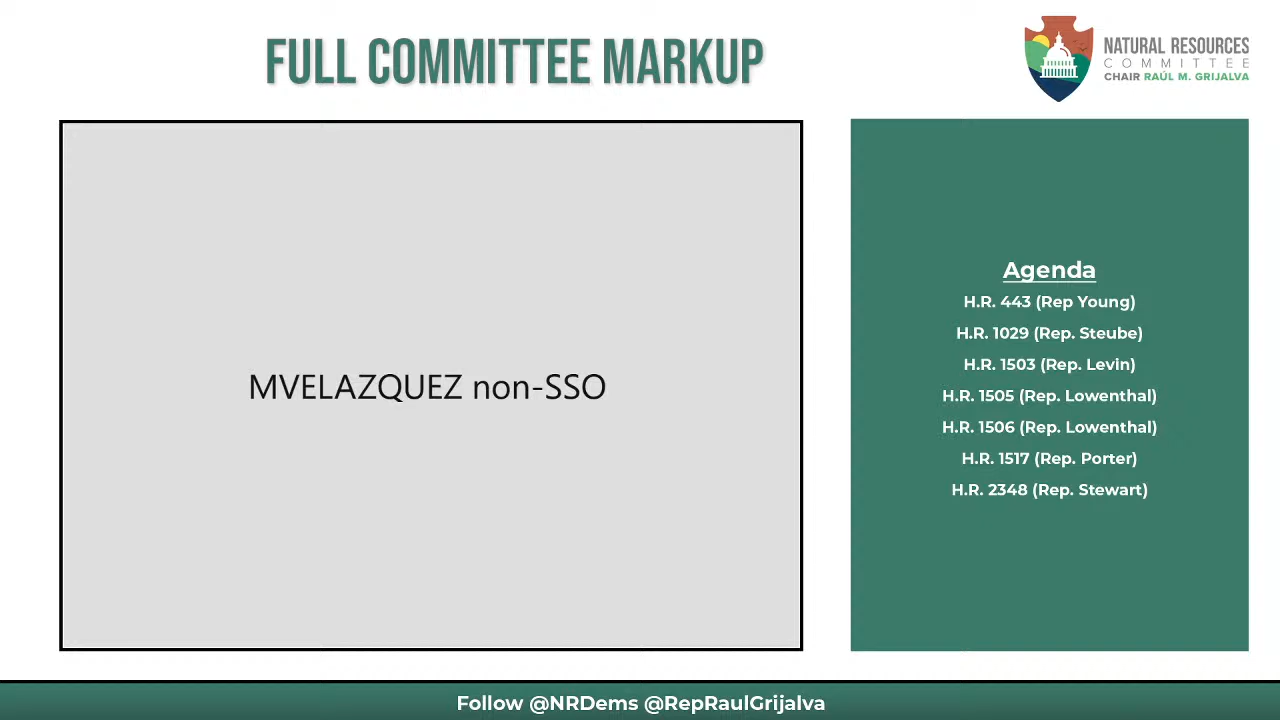 FULL COMMITTEE MARKUP
NATURAL RESOURCES
COMMITTEE
CHAIR RAÚL M. GRIJALVA
MVELAZQUEZ non-SSO
Agenda
H.R. 443 (Rep Young)
H.R. 1029 (Rep. Steube)
H.R. 1503 (Rep. Levin)
H.R. 1505 (Rep. Lowenthal)
H.R. 1506 (Rep. Lowenthal)
H.R. 1517 (Rep. Porter)
H.R. 2348 (Rep. Stewart)
Follow @NRDems @RepRaulGrijalva